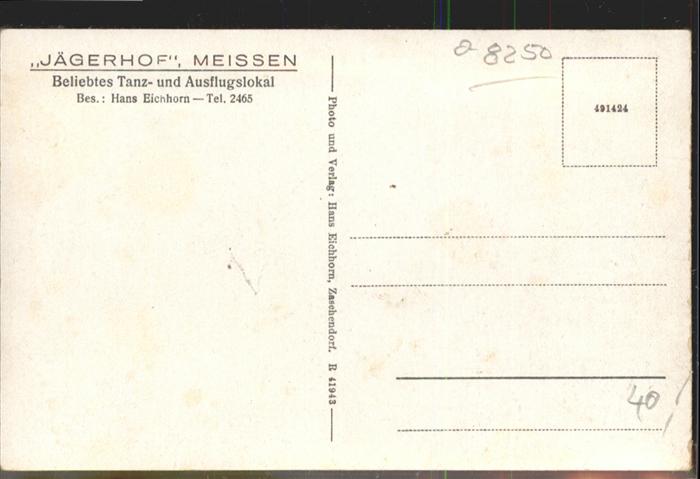 „JÄGERHOF“, MEISSEN
Beliebtes Tanz- und Ausflugslokal
Bes.: Hans Eichhorn — Tel. 2465
Photo und Verlag: Hans Eichhorn, Zaschendorf. R 41943
8250
491424
40,